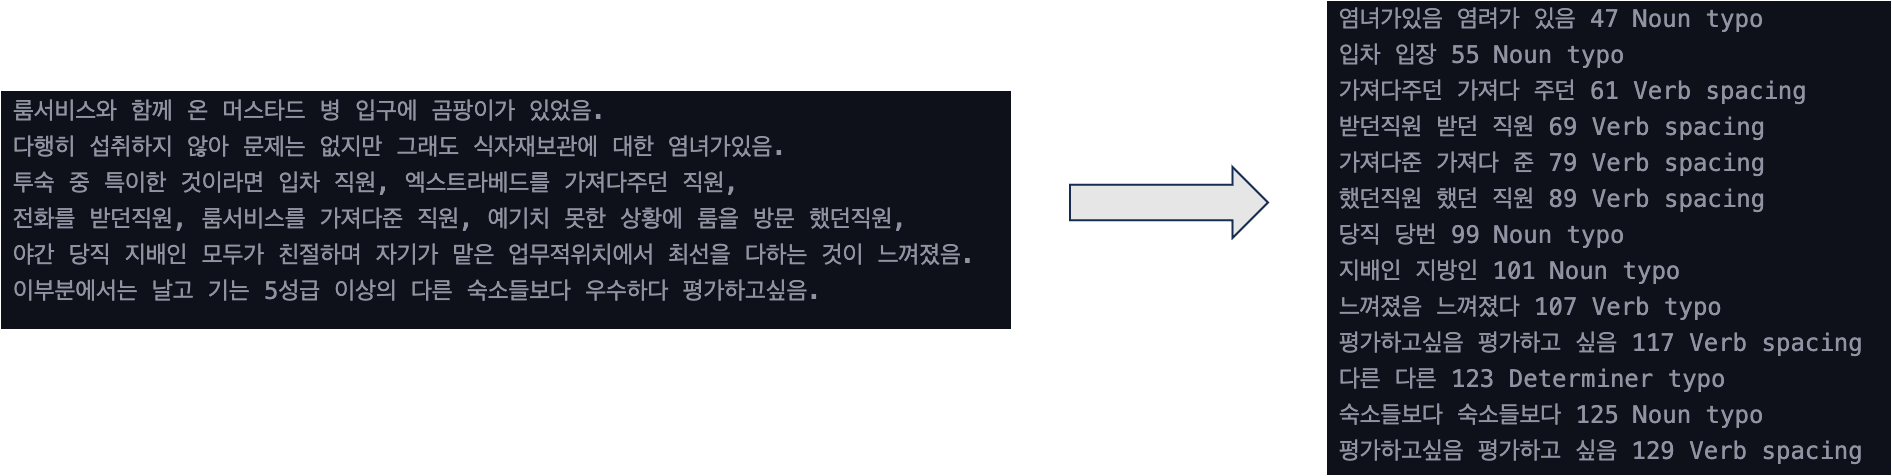 룸서비스와 함께 온 머스타드 병 입구에 곰팡이가 있었음.
다행히 섭취하지 않아 문제는 없지만 그래도 식자재보관에 대한 염녀가있음.
투숙 중 특이한 것이라면 입차 직원, 엑스트라베드를 가져다주던 직원,
전화를 받던직원, 룸서비스를 가져다준 직원, 예기치 못한 상황에 룸을 방문 했던직원,
야간 당직 지배인 모두가 친절하며 자기가 맡은 업무적위치에서 최선을 다하는 것이 느껴졌음.
이부분에서는 날고 기는 5성급 이상의 다른 숙소들보다 우수하다 평가하고싶음.
염녀가있음 염려가 있음 47 Noun typo
입차 입장 55 Noun typo
가져다주던 가져다 주던 61 Verb spacing
받던직원 받던 직원 69 Verb spacing
가져다준 가져다 준 79 Verb spacing
했던직원 했던 직원 89 Verb spacing
당직 당번 99 Noun typo
지배인 지방인 101 Noun typo
느껴졌음 느껴졌다 107 Verb typo
평가하고싶음 평가하고 싶음 117 Verb spacing
다른 다른 123 Determiner typo
숙소들보다 숙소들보다 125 Noun typo
평가하고싶음 평가하고 싶음 129 Verb spacing